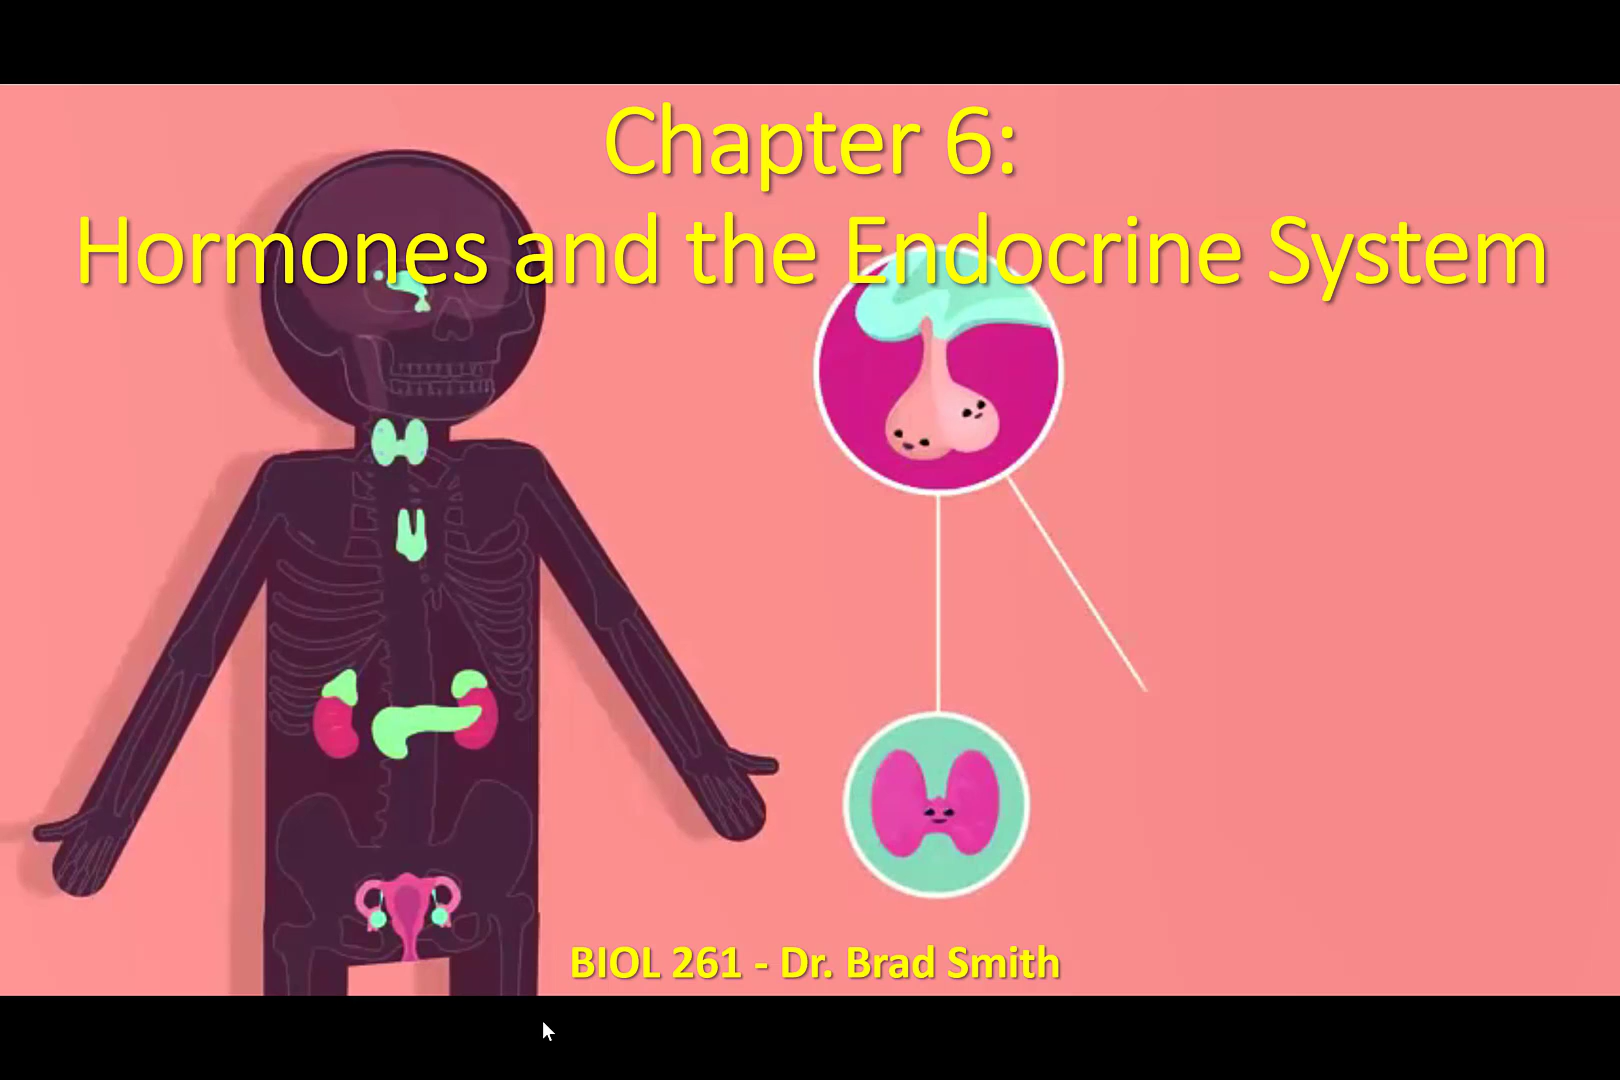 Chapter 6:
Hormones and the Endocrine System
BIOL 261 - Dr. Brad Smith